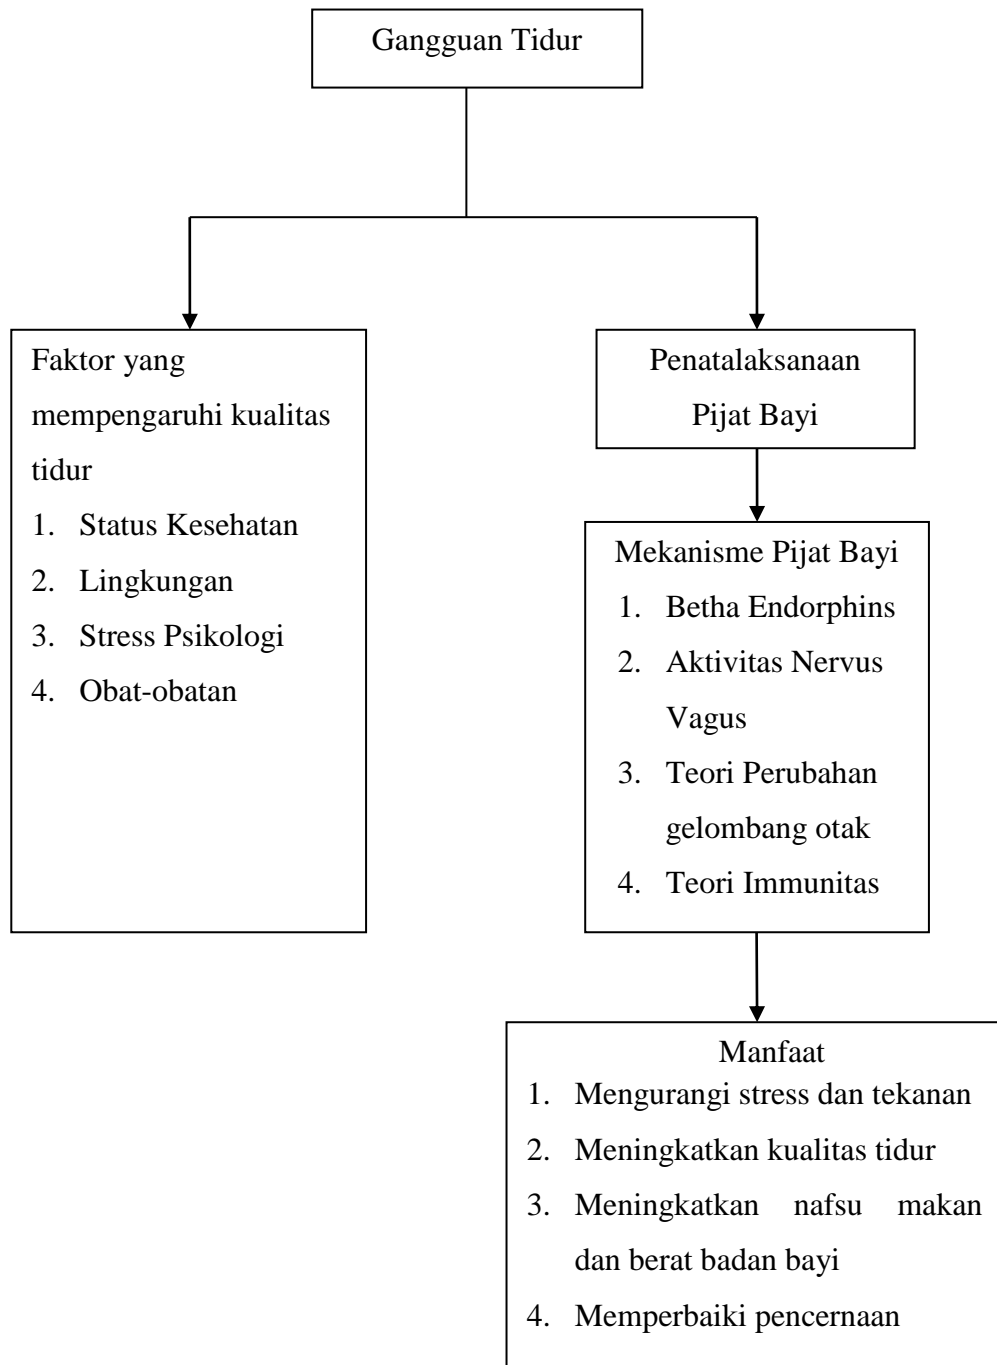 Gangguan Tidur
Faktor yang
mempengaruhi kualitas
tidur
1. Status Kesehatan
2. Lingkungan
3. Stress Psikologi
4. Obat-obatan
Penatalaksanaan
Pijat Bayi
Mekanisme Pijat Bayi
1. Betha Endorphins
2. Aktivitas Nervus
Vagus
3. Teori Perubahan
gelombang otak
4. Teori Immunitas
Manfaat
1. Mengurangi stress dan tekanan
2. Meningkatkan kualitas tidur
3. Meningkatkan nafsu makan
dan berat badan bayi
4. Memperbaiki pencernaan